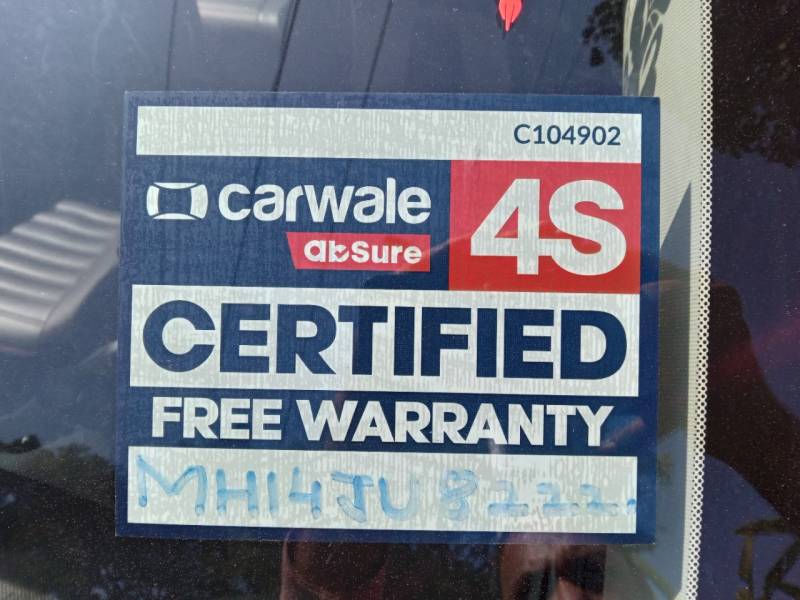 C104902
carwale
abSure
4S
CERTIFIED
FREE WARRANTY
MH14JU8222